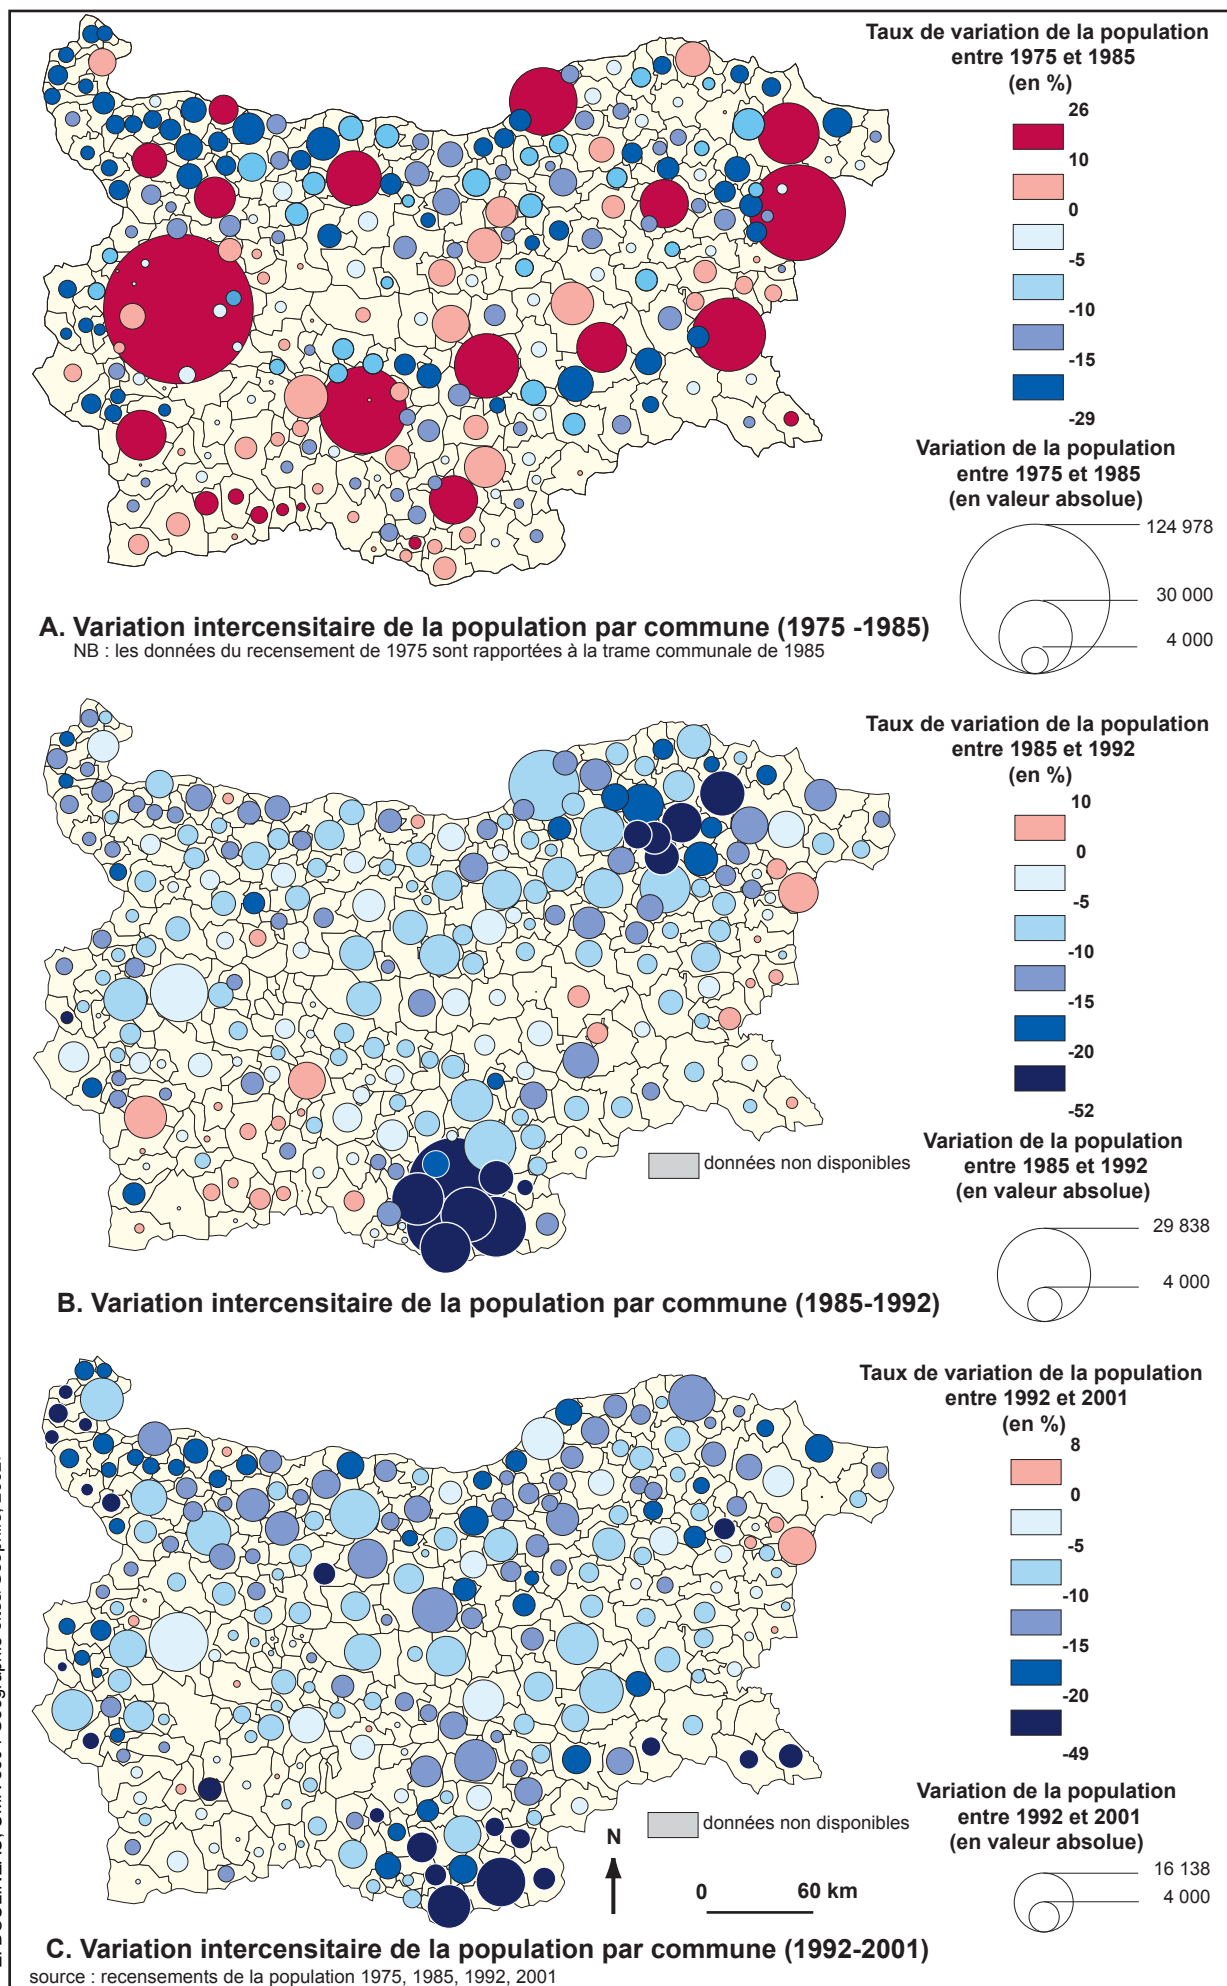 Taux de variation de la population
entre 1975 et 1985
(en %)
26
10
0
-5
-10
-15
-29
Variation de la population
entre 1975 et 1985
(en valeur absolue)
124 978
30 000
4 000
A. Variation intercensitaire de la population par commune (1975 -1985)
NB : les données du recensement de 1975 sont rapportées à la trame communale de 1985
Taux de variation de la population
entre 1985 et 1992
(en %)
10
0
-5
-10
-15
-20
-52
données non disponibles
Variation de la population
entre 1985 et 1992
(en valeur absolue)
29 838
4 000
B. Variation intercensitaire de la population par commune (1985-1992)
Taux de variation de la population
entre 1992 et 2001
(en %)
8
0
-5
-10
-15
-20
-49
données non disponibles
Variation de la population
entre 1992 et 2001
(en valeur absolue)
16 138
4 000
N
0 60 km
C. Variation intercensitaire de la population par commune (1992-2001)
source : recensements de la population 1975, 1985, 1992, 2001